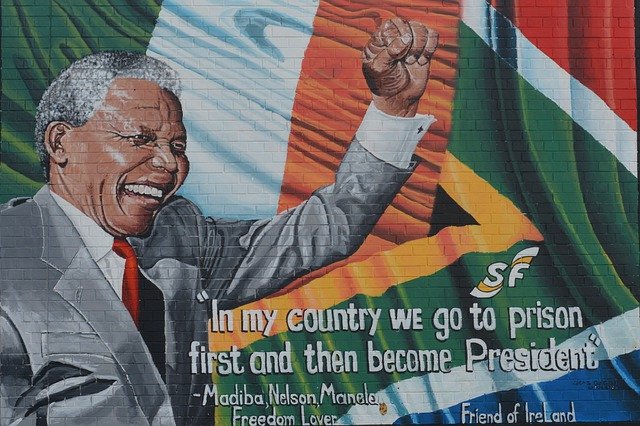 SF
"In my country we go to prison
first and then become President"
-Madiba, Nelson, Manela
Freedom Lover
Friend of IreLand